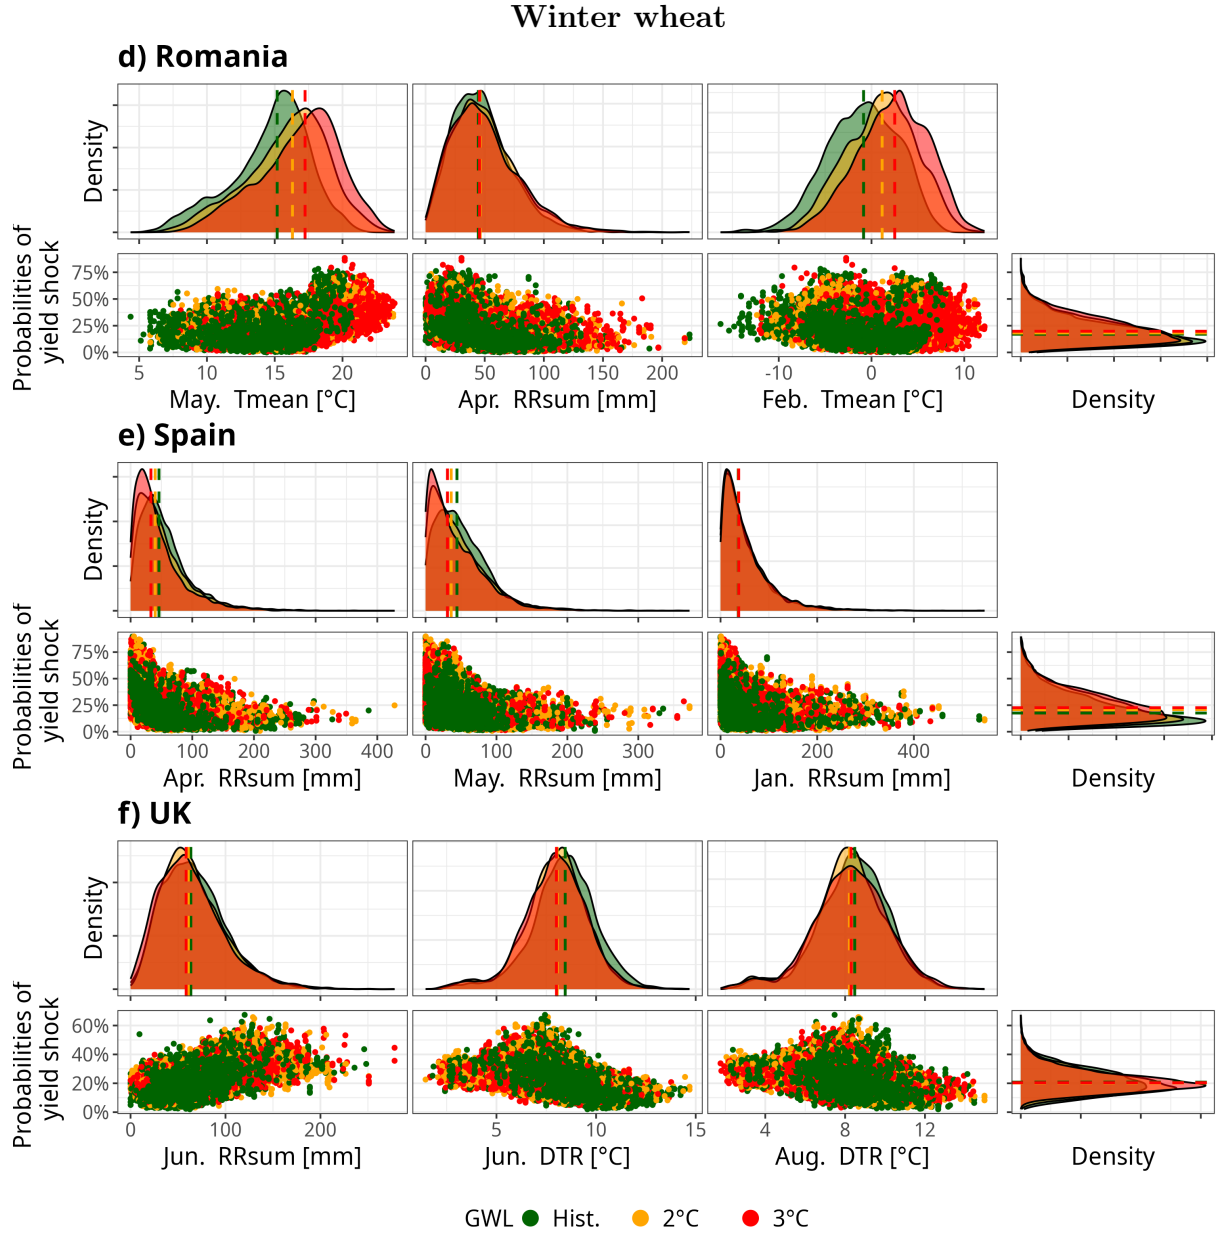 Winter wheat
d) Romania
Density
Probabilities of
yield shock
75%
50%
25%
0%
5 10 15 20
0 50 100 150 200
-10 0 10
May. Tmean [°C]
Apr. RRsum [mm]
Feb. Tmean [°C]
Density
e) Spain
Density
Probabilities of
yield shock
75%
50%
25%
0%
0 100 200 300 400
0 100 200 300
0 200 400
Apr. RRsum [mm]
May. RRsum [mm]
Jan. RRsum [mm]
Density
f) UK
Density
Probabilities of
yield shock
60%
40%
20%
0%
0 100 200
5 10 15
4 8 12
Jun. RRsum [mm]
Jun. DTR [°C]
Aug. DTR [°C]
Density
GWL Hist. 2°C 3°C